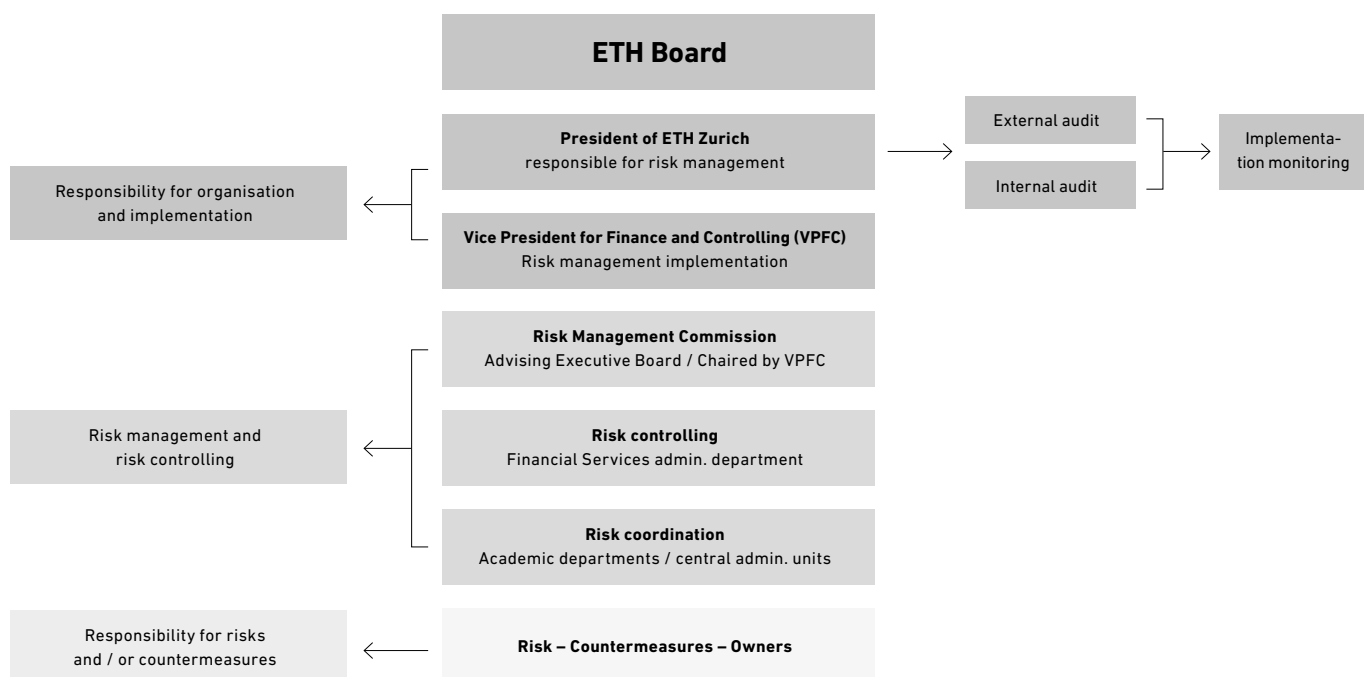 ETH Board
President of ETH Zurich
responsible for risk management
External audit
Internal audit
Implementa-
tion monitoring
Responsibility for organisation
and implementation
Vice President for Finance and Controlling (VPFC)
Risk management implementation
Risk Management Commission
Advising Executive Board / Chaired by VPFC
Risk management and
risk controlling
Risk controlling
Financial Services admin. department
Risk coordination
Academic departments / central admin. units
Responsibility for risks
and / or countermeasures
Risk – Countermeasures – Owners